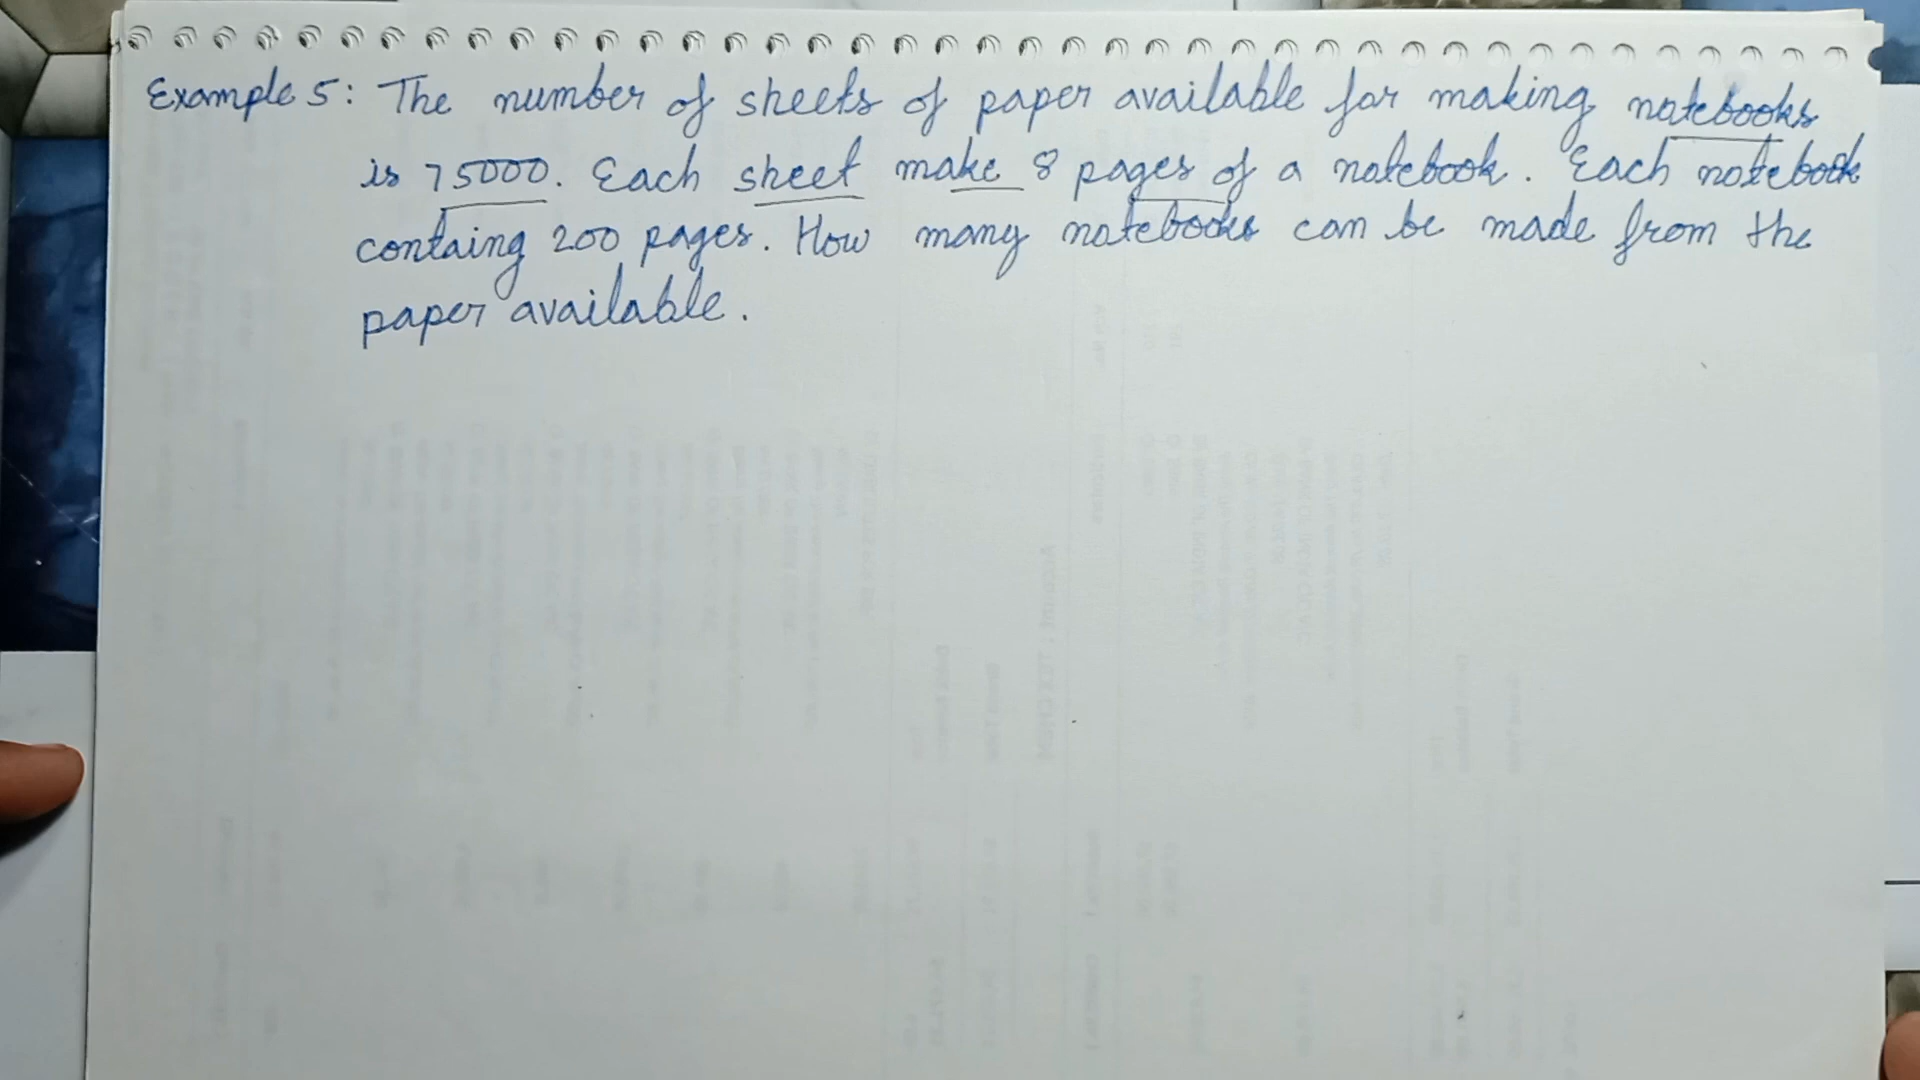 Example 5: The number of sheets of paper available for making notebooks
is 75000. Each sheet make 8 pages of a notebook. Each notebook
containg 200 pages. How many notebooks can be made from the
paper available.